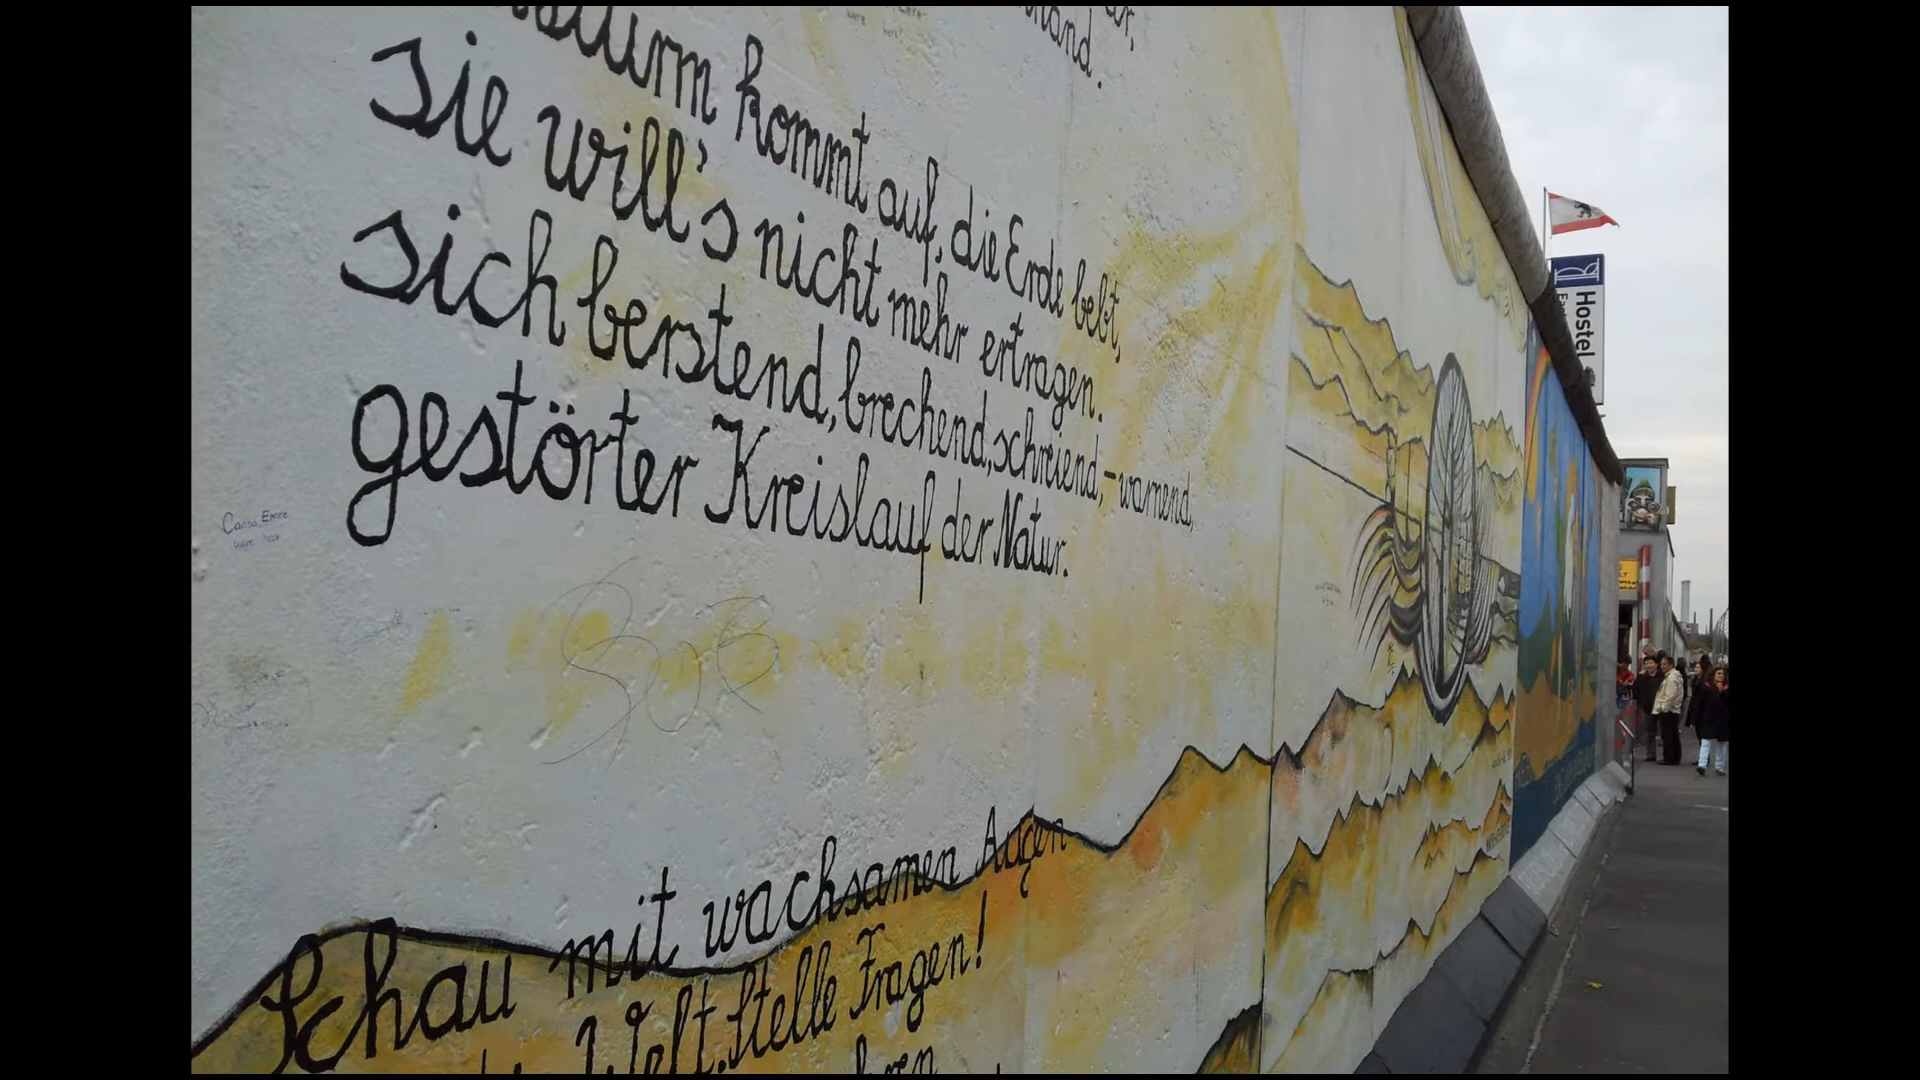 kommt auf, die Erde bebt,
sie will's nicht mehr ertragen.
sich berstend, brechend, schreiend, - warnend,
gestörter Kreislauf der Natur.
Schau mit wachsamen Augen
Welt. Stelle Fragen!
Hostel